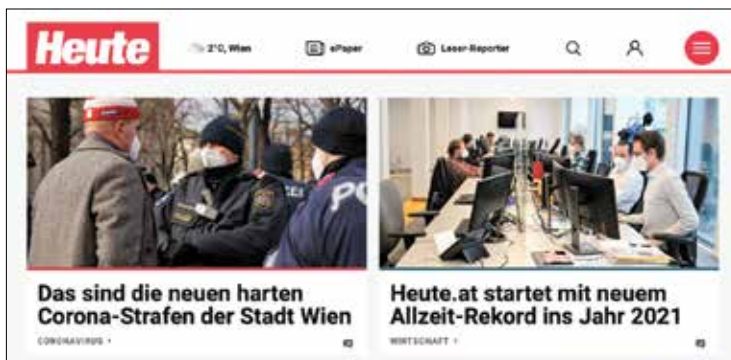 Heute
2°C, Wien
ePaper
Leser-Reporter
PO
Das sind die neuen harten
Corona-Strafen der Stadt Wien
CORONAVIRUS ›
Heute.at startet mit neuem
Allzeit-Rekord ins Jahr 2021
WIRTSCHAFT ›